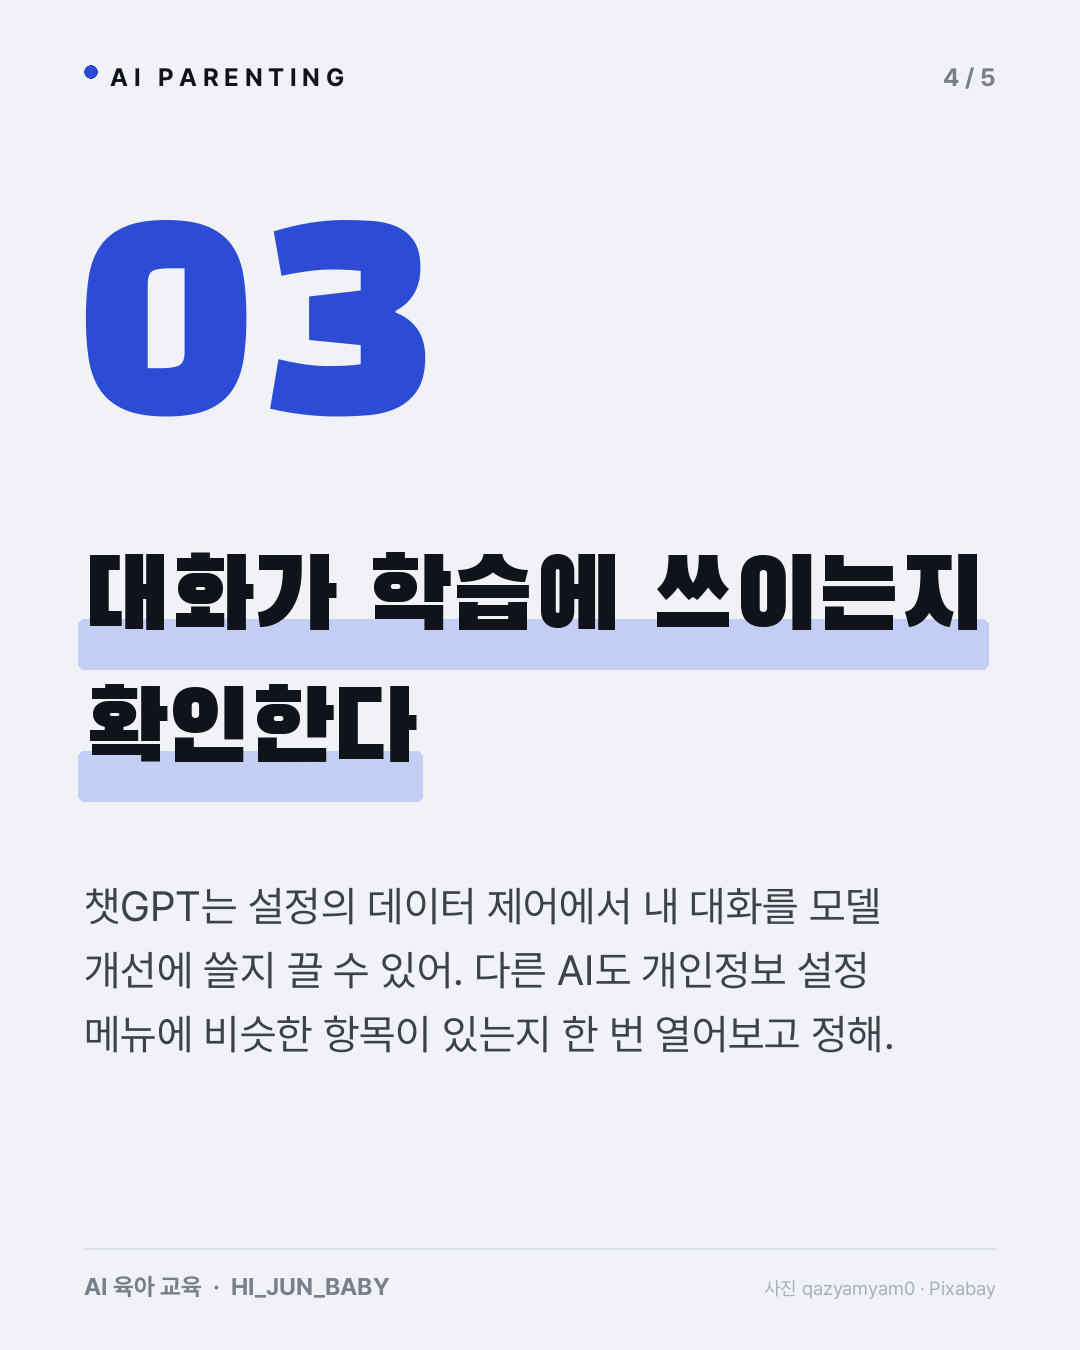 AI PARENTING
4 / 5
03
대화가 학습에 쓰이는지
확인한다
챗GPT는 설정의 데이터 제어에서 내 대화를 모델
개선에 쓸지 끌 수 있어. 다른 AI도 개인정보 설정
메뉴에 비슷한 항목이 있는지 한 번 열어보고 정해.
AI 육아 교육 · HI_JUN_BABY
사진 qazyamyam0 · Pixabay